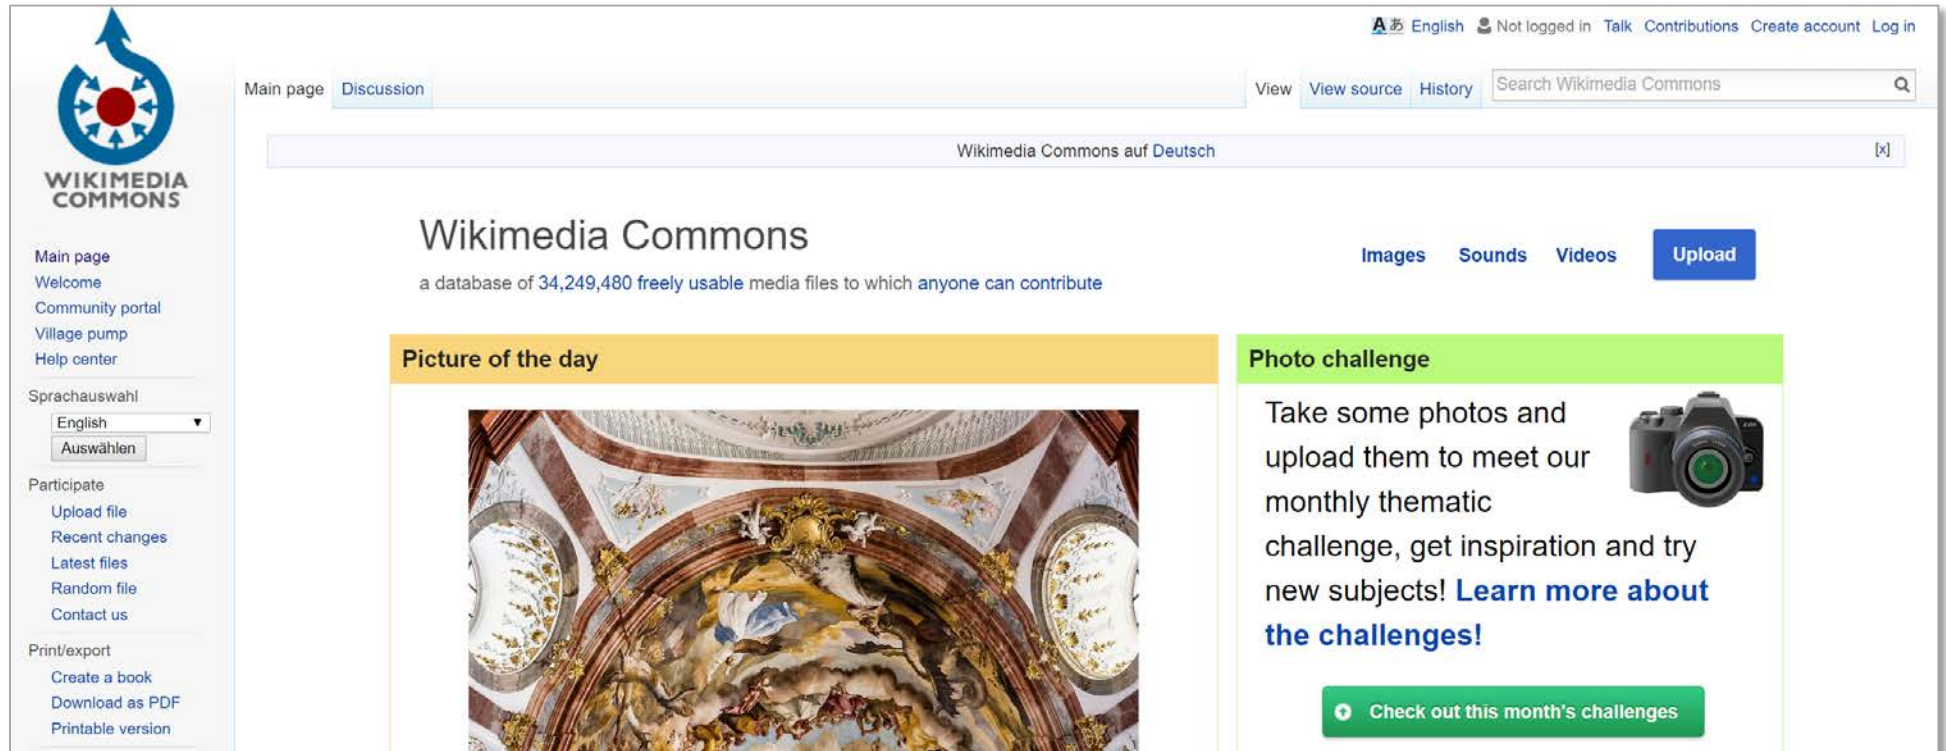 Aあ English Not logged in Talk Contributions Create account Log in
WIKIMEDIA
COMMONS
Main page Discussion
View View source History Search Wikimedia Commons
Wikimedia Commons auf Deutsch [x]
Main page
Welcome
Community portal
Village pump
Help center
Sprachauswahl
English
Auswählen
Participate
Upload file
Recent changes
Latest files
Random file
Contact us
Print/export
Create a book
Download as PDF
Printable version
Wikimedia Commons
a database of 34,249,480 freely usable media files to which anyone can contribute
Images Sounds Videos Upload
Picture of the day
Photo challenge
Take some photos and
upload them to meet our
monthly thematic
challenge, get inspiration and try
new subjects! Learn more about
the challenges!
Check out this month's challenges